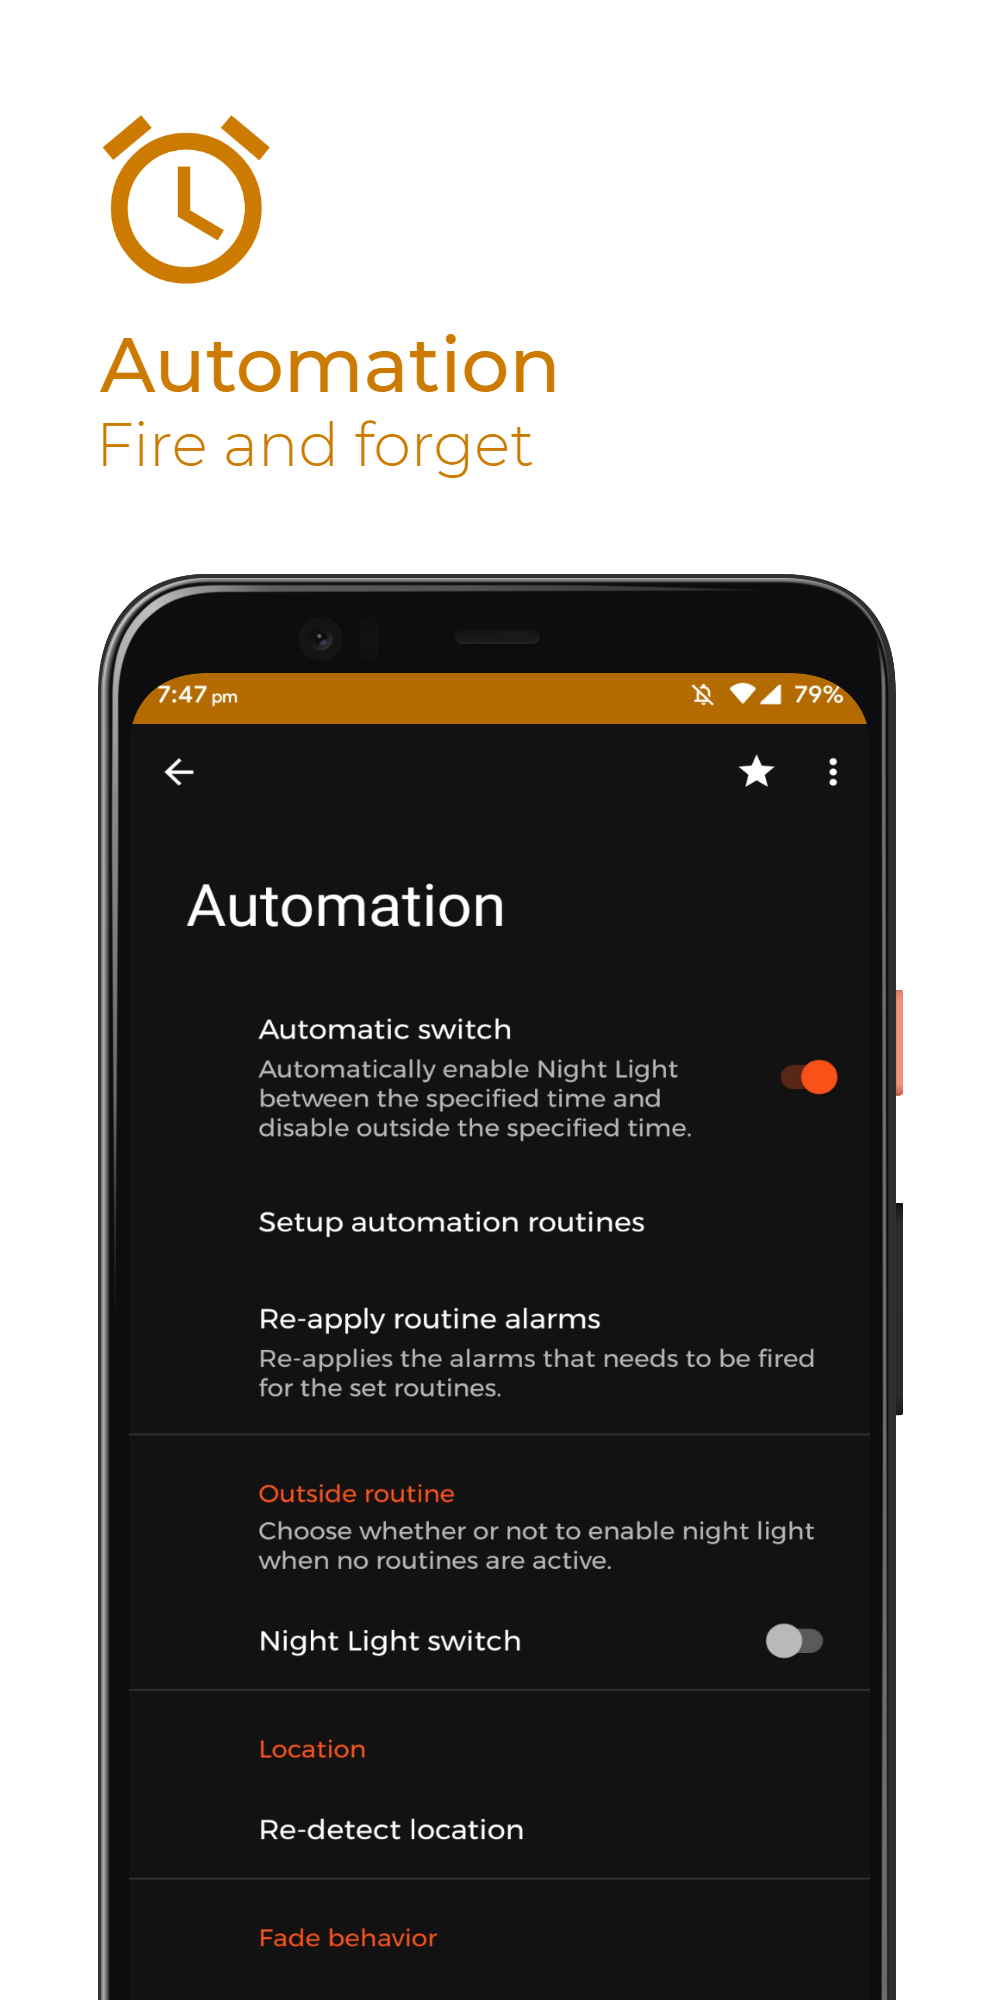 Automation
Fire and forget
7:47 pm
79%
Automation
Automatic switch
Automatically enable Night Light
between the specified time and
disable outside the specified time.
Setup automation routines
Re-apply routine alarms
Re-applies the alarms that needs to be fired
for the set routines.
Outside routine
Choose whether or not to enable night light
when no routines are active.
Night Light switch
Location
Re-detect location
Fade behavior